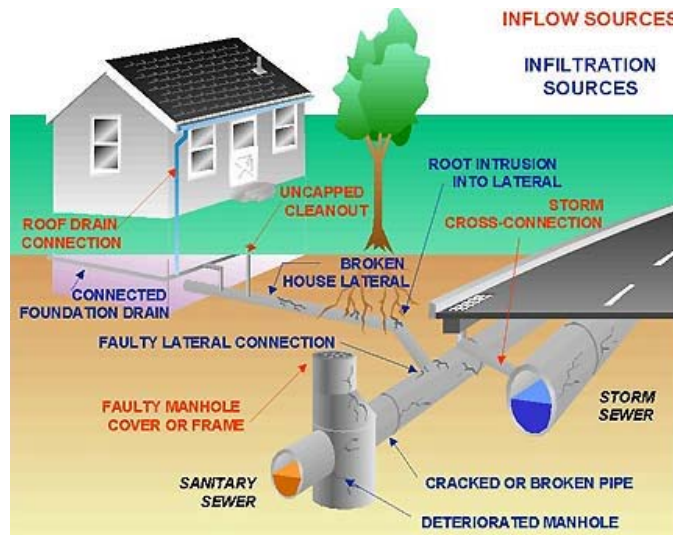 INFLOW SOURCES
INFILTRATION
SOURCES
ROOT INTRUSION
INTO LATERAL
UNCAPPED
CLEANOUT
STORM
CROSS-CONNECTION
ROOF DRAIN
CONNECTION
BROKEN
HOUSE LATERAL
CONNECTED
FOUNDATION DRAIN
FAULTY LATERAL CONNECTION
FAULTY MANHOLE
COVER OR FRAME
STORM
SEWER
SANITARY
SEWER
CRACKED OR BROKEN PIPE
DETERIORATED MANHOLE